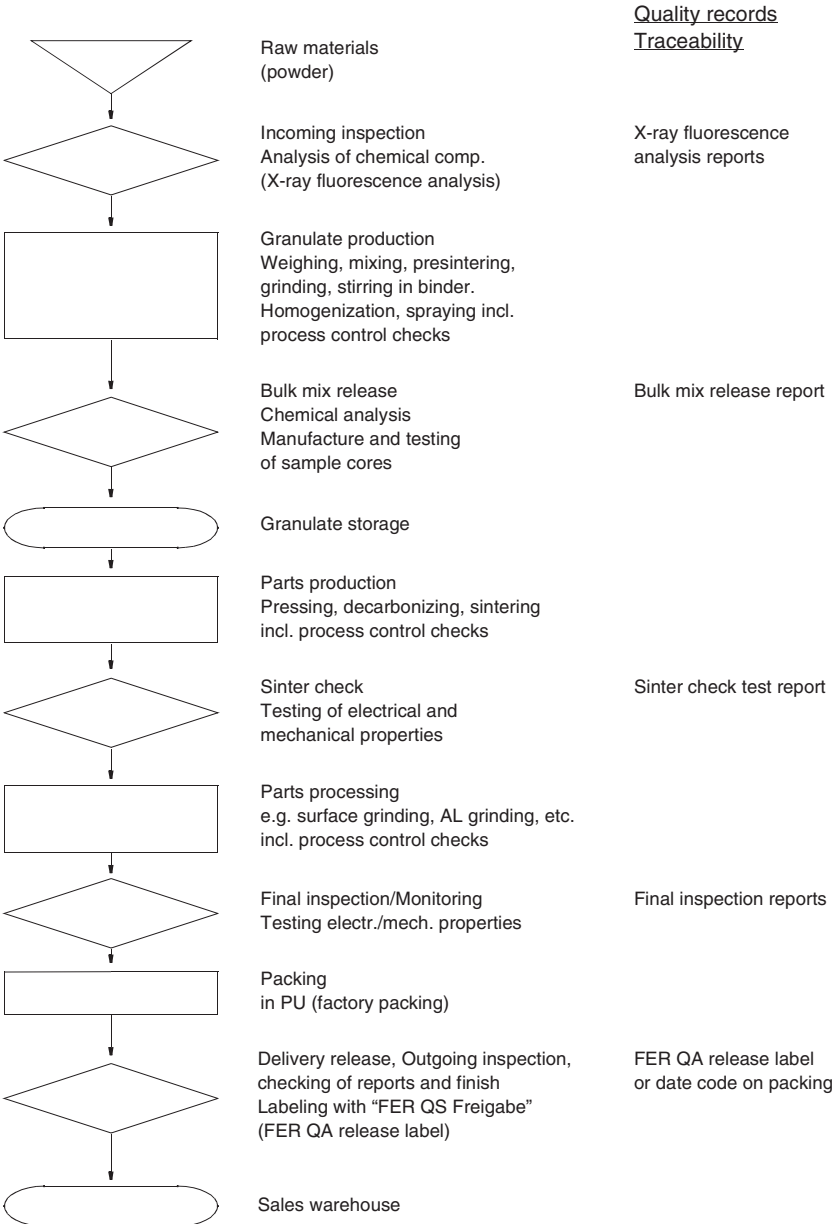 Quality records
Traceability
Raw materials
(powder)
Incoming inspection
Analysis of chemical comp.
(X-ray fluorescence analysis)
X-ray fluorescence
analysis reports
Granulate production
Weighing, mixing, presintering,
grinding, stirring in binder.
Homogenization, spraying incl.
process control checks
Bulk mix release
Chemical analysis
Manufacture and testing
of sample cores
Bulk mix release report
Granulate storage
Parts production
Pressing, decarbonizing, sintering
incl. process control checks
Sinter check
Testing of electrical and
mechanical properties
Sinter check test report
Parts processing
e.g. surface grinding, AL grinding, etc.
incl. process control checks
Final inspection/Monitoring
Testing electr./mech. properties
Final inspection reports
Packing
in PU (factory packing)
Delivery release, Outgoing inspection,
checking of reports and finish
Labeling with “FER QS Freigabe”
(FER QA release label)
FER QA release label
or date code on packing
Sales warehouse